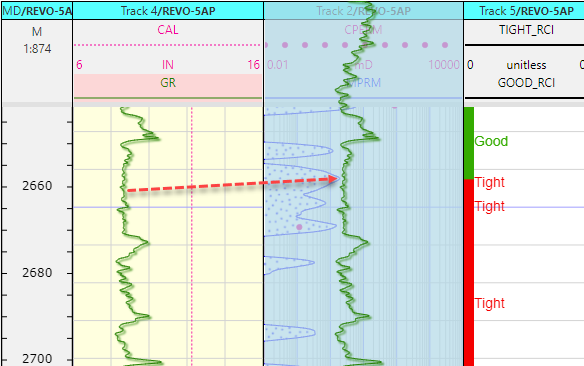 MD/REVO-5A Track 4/REVO-5AP Track 2/REVO-5AP Track 5/REVO-5AP
M CAL TIGHT_RCI
1:874
6 IN 16 0.01 mD 10000 0 unitless
GR MPRM GOOD_RCI
Good
2660 Tight
Tight
2680
Tight
2700